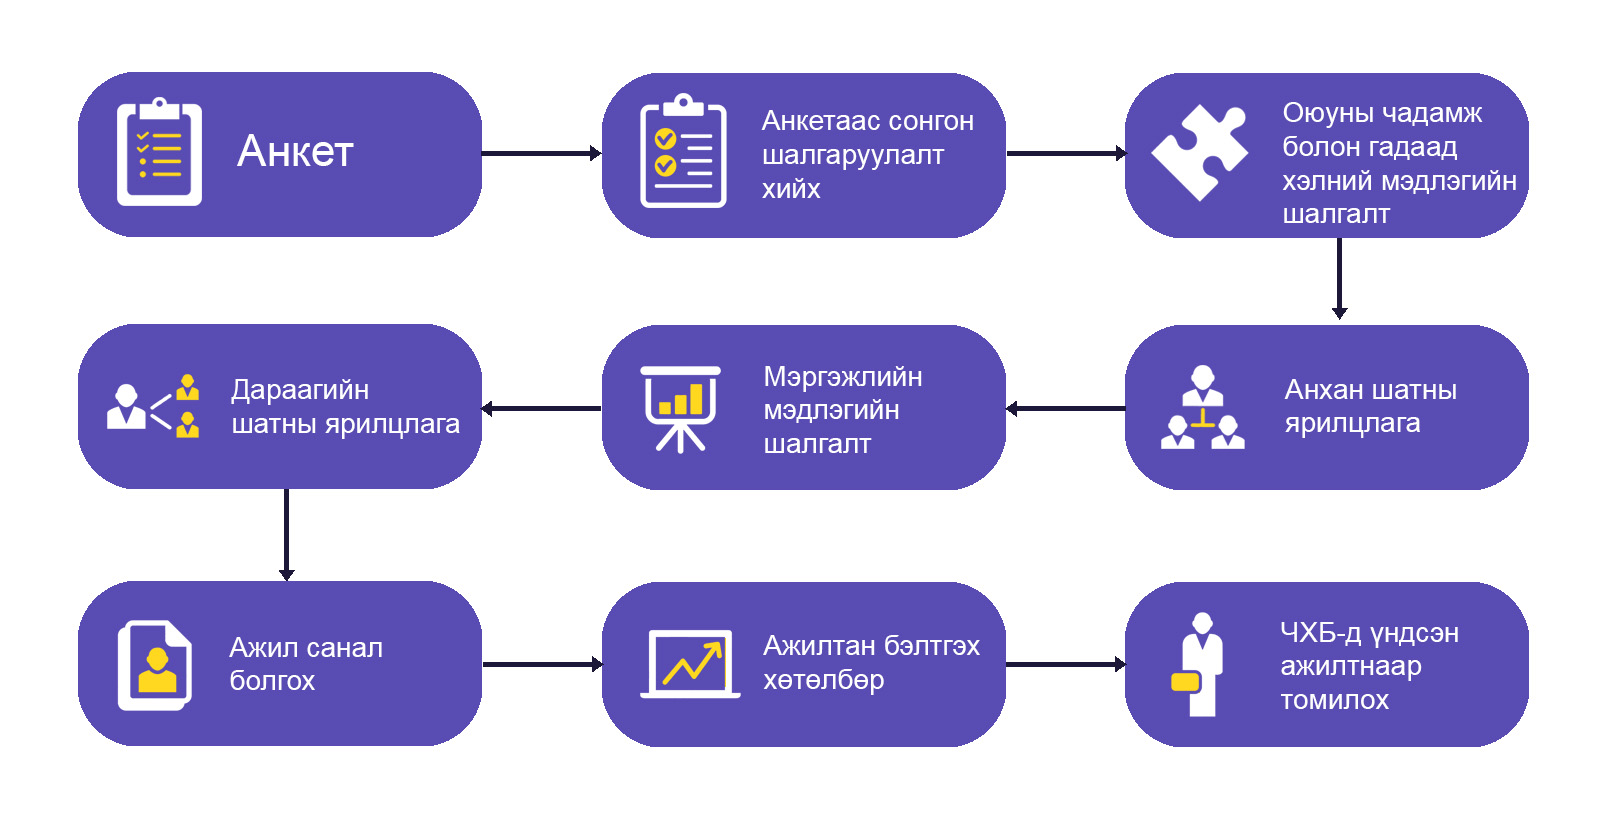 Анкет
Анкетаас сонгон
шалгаруулалт
хийх
Оюуны чадамж
болон гадаад
хэлний мэдлэгийн
шалгалт
Анхан шатны
ярилцлага
Мэргэжлийн
мэдлэгийн
шалгалт
Дараагийн
шатны ярилцлага
Ажил санал
болгох
Ажилтан бэлтгэх
хөтөлбөр
ЧХБ-д үндсэн
ажилтнаар
томилох